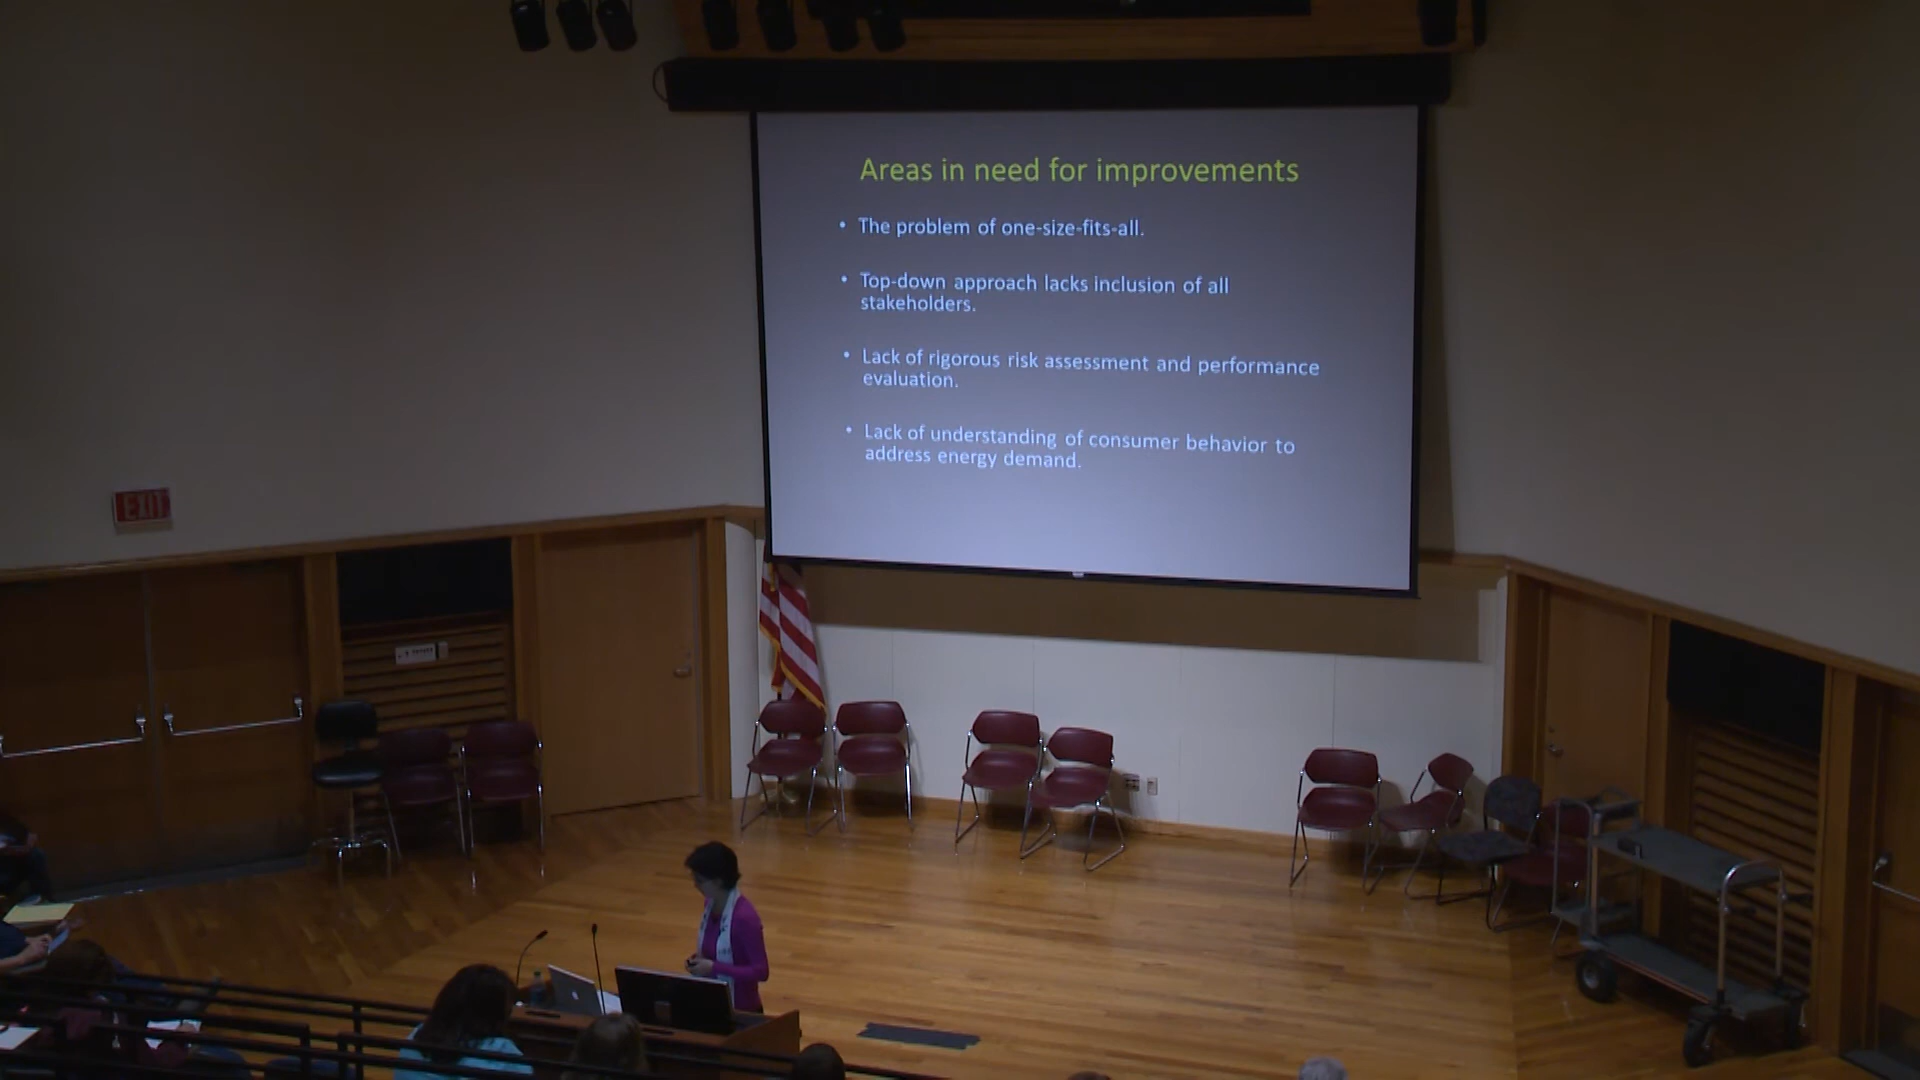 Areas in need for improvements
• The problem of one-size-fits-all.
• Top-down approach lacks inclusion of all
stakeholders.
• Lack of rigorous risk assessment and performance
evaluation.
• Lack of understanding of consumer behavior to
address energy demand.
EXIT